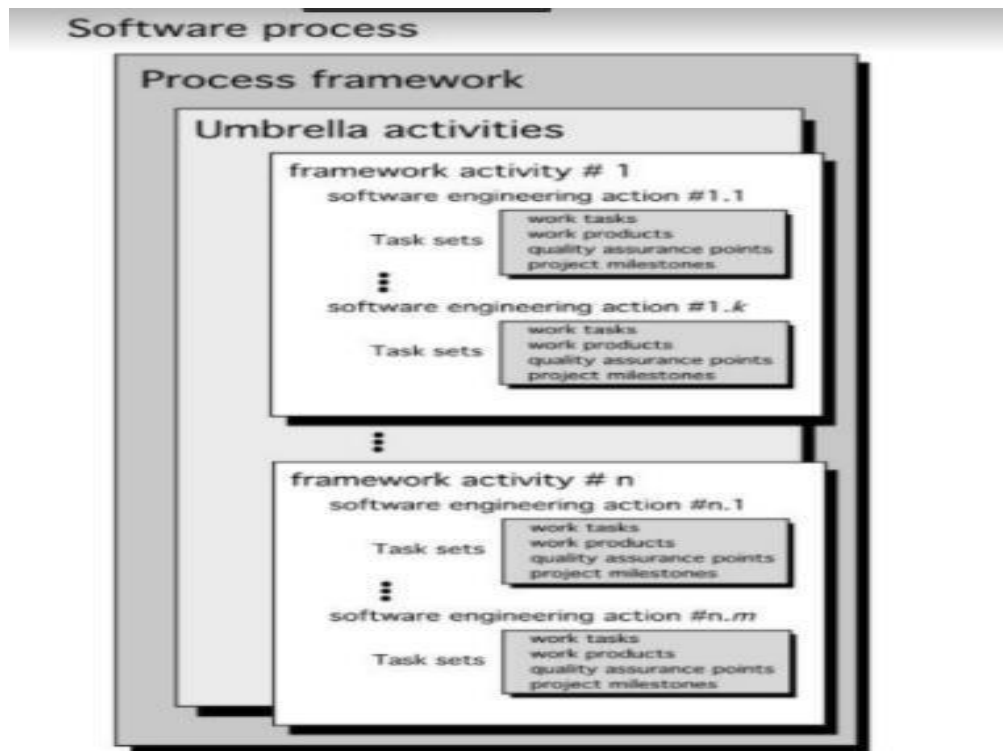 Software process
Process framework
Umbrella activities
framework activity # 1
software engineering action #1.1
Task sets
work tasks
work products
quality assurance points
project milestones
software engineering action #1.k
Task sets
work tasks
work products
quality assurance points
project milestones
framework activity # n
software engineering action #n.1
Task sets
work tasks
work products
quality assurance points
project milestones
software engineering action #n.m
Task sets
work tasks
work products
quality assurance points
project milestones